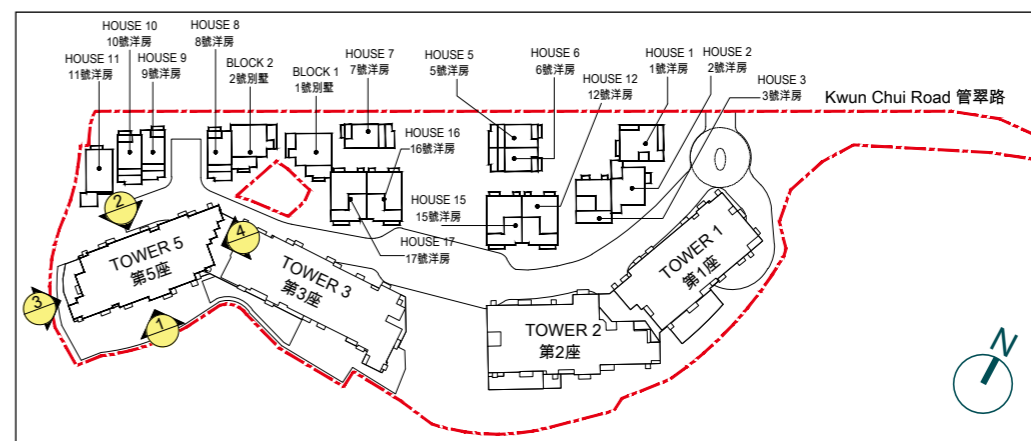 HOUSE 10
10號洋房
HOUSE 8
8號洋房
HOUSE 11
11號洋房
HOUSE 9
9號洋房
BLOCK 2
2號別墅
BLOCK 1
1號別墅
HOUSE 7
7號洋房
HOUSE 5
5號洋房
HOUSE 6
6號洋房
HOUSE 12
12號洋房
HOUSE 1
1號洋房
HOUSE 2
2號洋房
HOUSE 3
3號洋房
Kwun Chui Road 管翠路
HOUSE 16
16號洋房
HOUSE 15
15號洋房
HOUSE 17
17號洋房
2
4
3
1
TOWER 5
第5座
TOWER 3
第3座
TOWER 2
第2座
TOWER 1
第1座
N